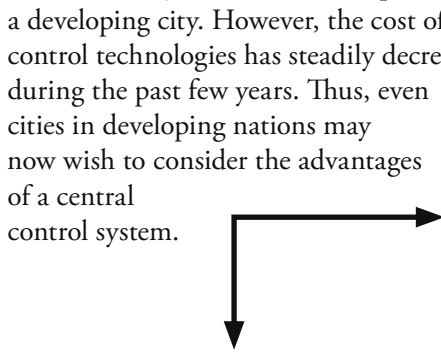 a developing city. However, the cost of
control technologies has steadily decre
during the past few years. Thus, even
cities in developing nations may
now wish to consider the advantages
of a central
control system.